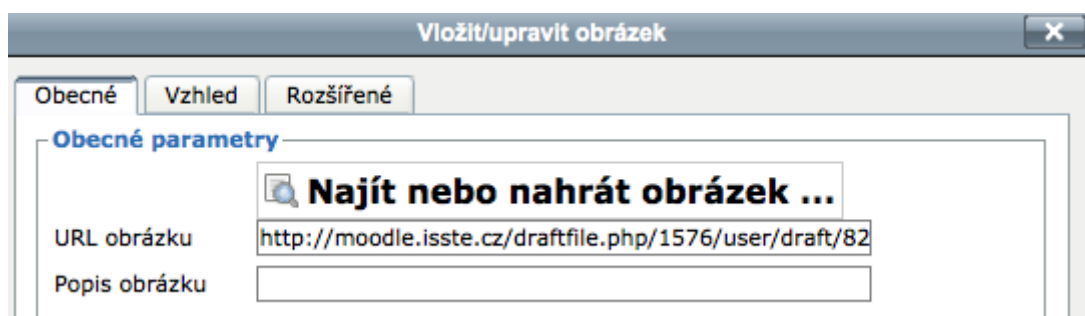 Vložit/upravit obrázek
Obecné Vzhled Rozšířené
Obecné parametry
Najít nebo nahrát obrázek ...
URL obrázku http://moodle.isste.cz/draftfile.php/1576/user/draft/82
Popis obrázku